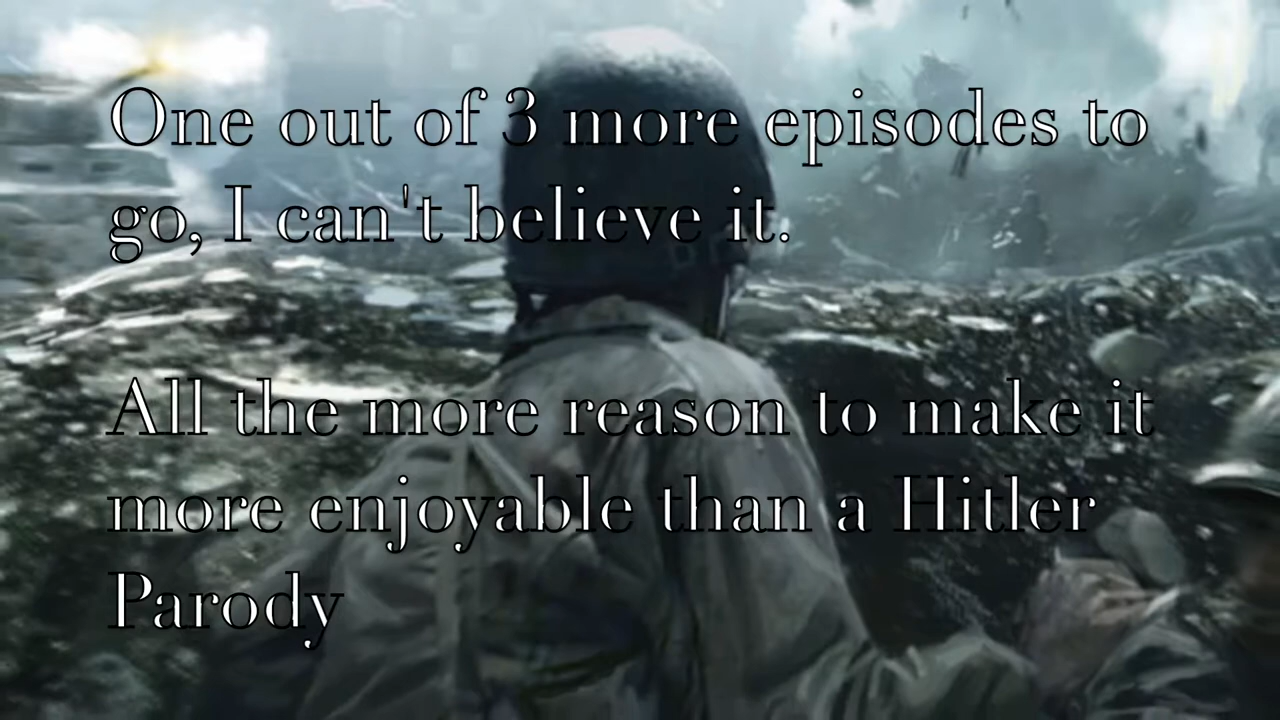 One out of 3 more episodes to
go, I can't believe it.
All the more reason to make it
more enjoyable than a Hitler
Parody